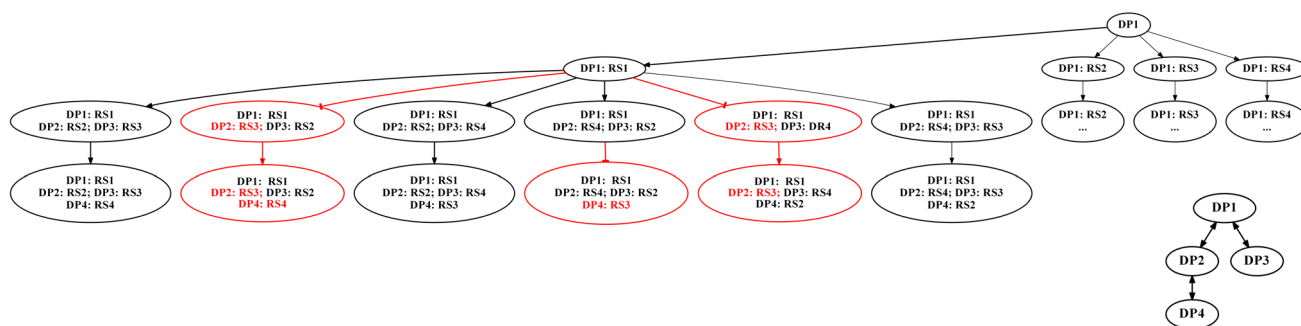 DP1
DP1: RS1
DP1: RS2
DP1: RS3
DP1: RS4
DP1: RS1
DP2: RS2; DP3: RS3
DP1: RS1
DP2: RS3; DP3: RS2
DP1: RS1
DP2: RS2; DP3: RS4
DP1: RS1
DP2: RS4; DP3: RS2
DP1: RS1
DP2: RS3; DP3: DR4
DP1: RS1
DP2: RS4; DP3: RS3
DP1: RS2
...
DP1: RS3
...
DP1: RS4
...
DP1: RS1
DP2: RS2; DP3: RS3
DP4: RS4
DP1: RS1
DP2: RS3; DP3: RS2
DP4: RS4
DP1: RS1
DP2: RS2; DP3: RS4
DP4: RS3
DP1: RS1
DP2: RS4; DP3: RS2
DP4: RS3
DP1: RS1
DP2: RS3; DP3: RS4
DP4: RS2
DP1: RS1
DP2: RS4; DP3: RS3
DP4: RS2
DP1
DP2
DP3
DP4